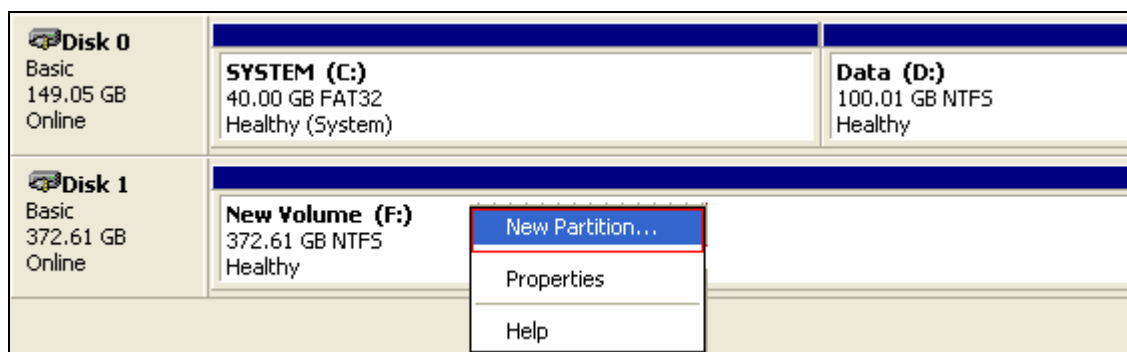 Disk 0
Basic
149.05 GB
Online
SYSTEM (C:)
40.00 GB FAT32
Healthy (System)
Data (D:)
100.01 GB NTFS
Healthy
Disk 1
Basic
372.61 GB
Online
New Volume (F:)
372.61 GB NTFS
Healthy
New Partition...
Properties
Help